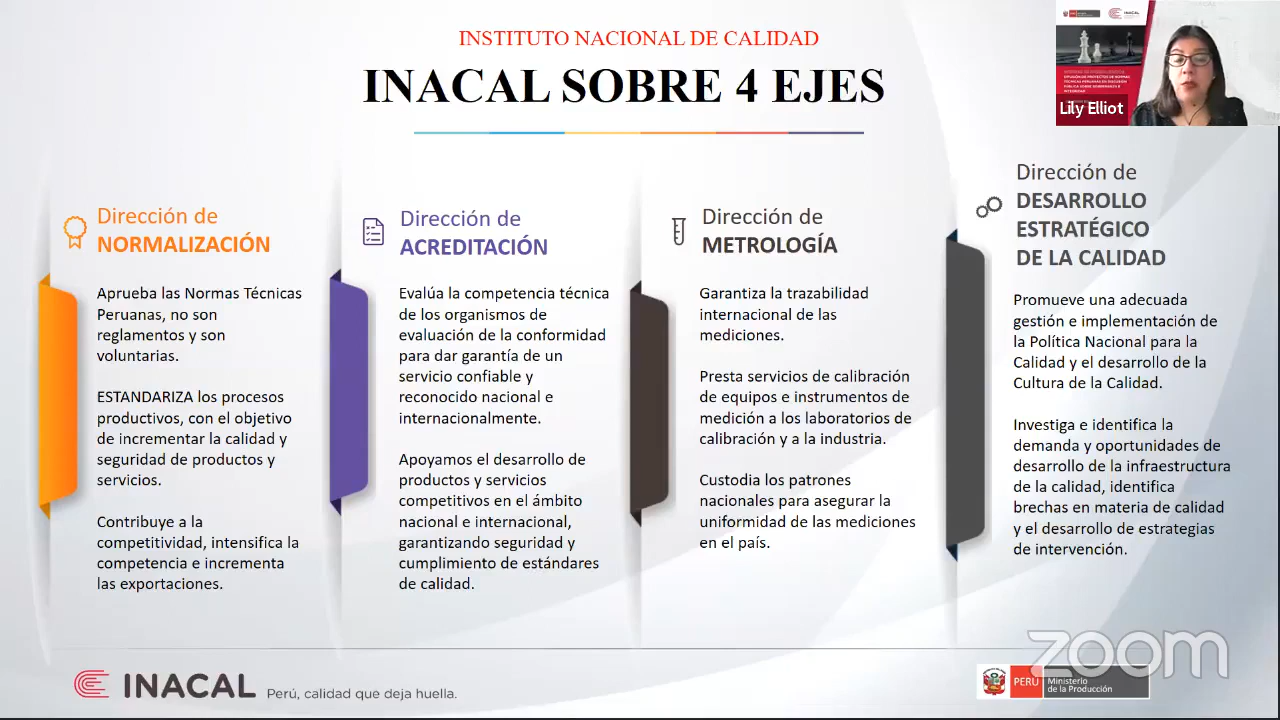 INSTITUTO NACIONAL DE CALIDAD
INACAL SOBRE 4 EJES
Lily Elliot
Dirección de
NORMALIZACIÓN
Aprueba las Normas Técnicas
Peruanas, no son
reglamentos y son
voluntarias.
ESTANDARIZA los procesos
productivos, con el objetivo
de incrementar la calidad y
seguridad de productos y
servicios.
Contribuye a la
competitividad, intensifica la
competencia e incrementa
las exportaciones.
Dirección de
ACREDITACIÓN
Evalúa la competencia técnica
de los organismos de
evaluación de la conformidad
para dar garantía de un
servicio confiable y
reconocido nacional e
internacionalmente.
Apoyamos el desarrollo de
productos y servicios
competitivos en el ámbito
nacional e internacional,
garantizando seguridad y
cumplimiento de estándares
de calidad.
Dirección de
METROLOGÍA
Garantiza la trazabilidad
internacional de las
mediciones.
Presta servicios de calibración
de equipos e instrumentos de
medición a los laboratorios de
calibración y a la industria.
Custodia los patrones
nacionales para asegurar la
uniformidad de las mediciones
en el país.
Dirección de
DESARROLLO
ESTRATÉGICO
DE LA CALIDAD
Promueve una adecuada
gestión e implementación de
la Política Nacional para la
Calidad y el desarrollo de la
Cultura de la Calidad.
Investiga e identifica la
demanda y oportunidades de
desarrollo de la infraestructura
de la calidad, identifica
brechas en materia de calidad
y el desarrollo de estrategias
de intervención.
INACAL
Perú, calidad que deja huella.
PERÚ
Ministerio
de la Producción
zoom